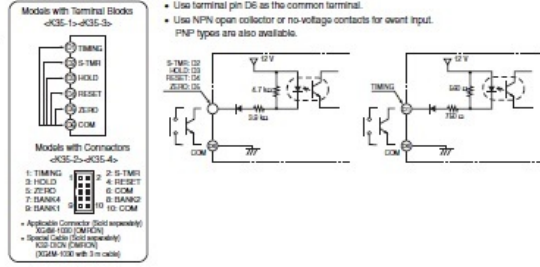 Models with Terminal Blocks
<K35-1> <K35-3>
TIMING
S-TMR
HOLD
RESET
ZERO
COM
Models with Connectors
<K35-2> <K35-4>
1: TIMING
2: S-TMR
3: HOLD
4: RESET
5: ZERO
6: COM
7: BANK4
8: BANK2
9: BANK1
10: COM
1
2
9
10
• Applicable Connector (Sold separately)
XG4M-1030 (OMRON)
• Special Cable (Sold separately)
K32-DICN (OMRON)
(XG4M-1030 with 3 m cable)
• Use terminal pin D6 as the common terminal.
• Use NPN open collector or no-voltage contacts for event input.
PNP types are also available.
S-TMR: D2
HOLD: D3
RESET: D4
ZERO: D5
12 V
4.7 kΩ
3.9 kΩ
COM
TIMING
12 V
750 Ω
COM